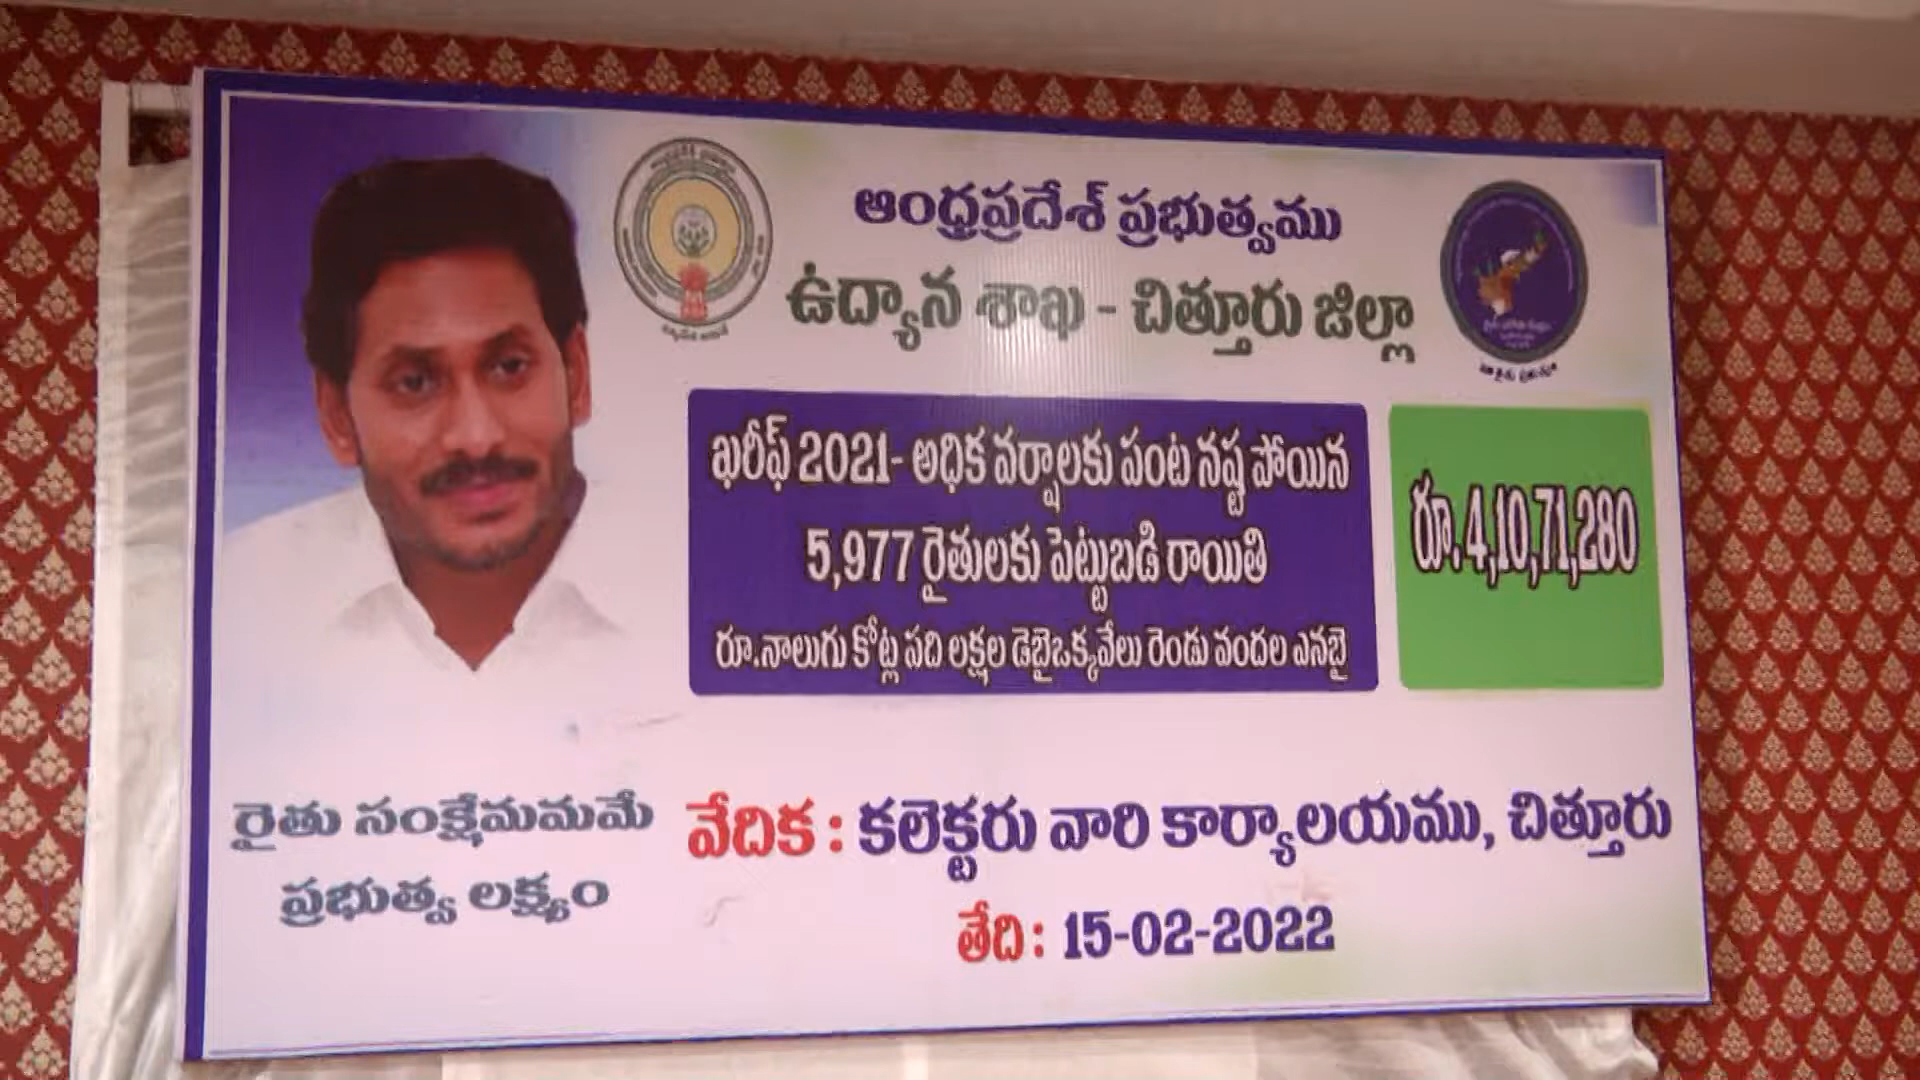 ఆంధ్రప్రదేశ్ ప్రభుత్వము
ఉద్యాన శాఖ - చిత్తూరు జిల్లా
ఖరీఫ్ 2021- అధిక వర్షాలకు పంట నష్ట పోయిన
5,977 రైతులకు పెట్టుబడి రాయితి
రూ.నాలుగు కోట్ల పది లక్షల డెబైఒక్కవేలు రెండు వందల ఎనబై
రూ. 4,10,71,280
రైతు సంక్షేమమమే
ప్రభుత్వ లక్ష్యం
వేదిక : కలెక్టరు వారి కార్యాలయము, చిత్తూరు
తేది : 15-02-2022